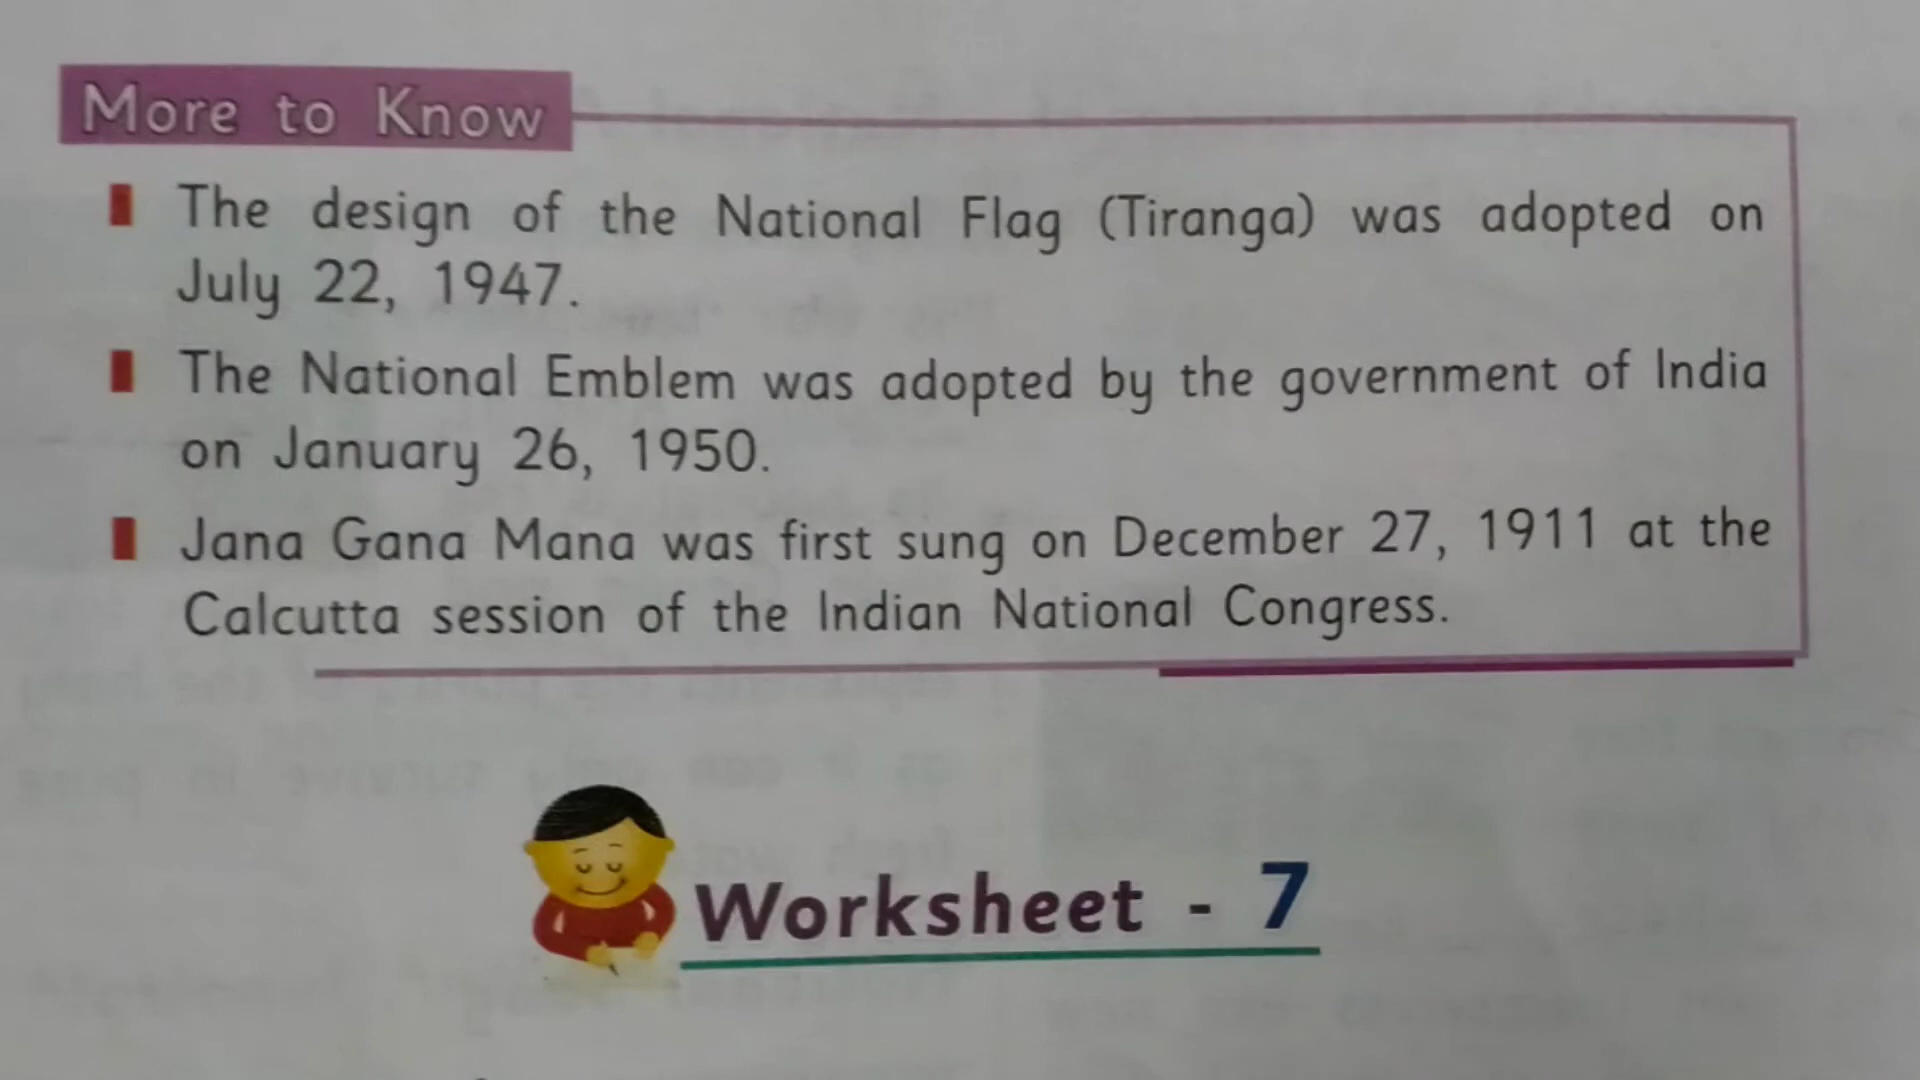 More to Know
The design of the National Flag (Tiranga) was adopted on
July 22, 1947.
The National Emblem was adopted by the government of India
on January 26, 1950.
Jana Gana Mana was first sung on December 27, 1911 at the
Calcutta session of the Indian National Congress.
Worksheet - 7